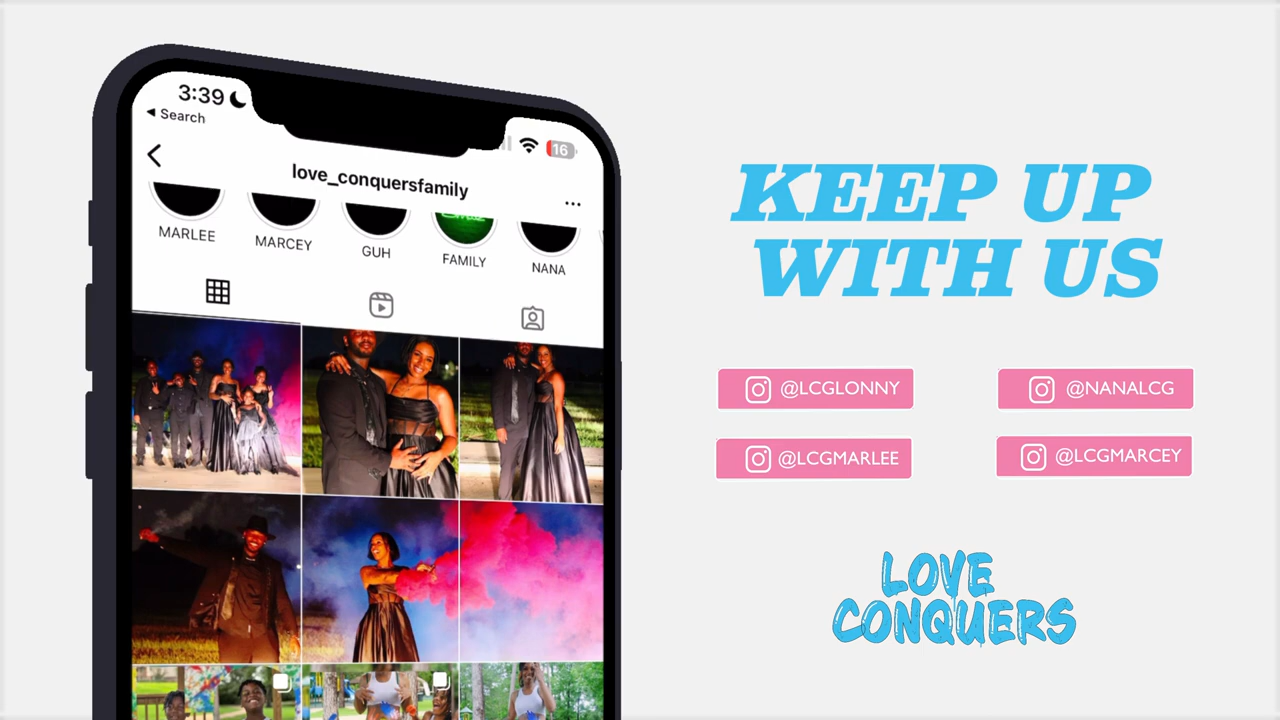 3:39
Search
16
love_conquersfamily
...
MARLEE
MARCEY
GUH
FAMILY
NANA
KEEP UP
WITH US
@LCGLONNY
@NANALCG
@LCGMARLEE
@LCGMARCEY
LOVE
CONQUERS